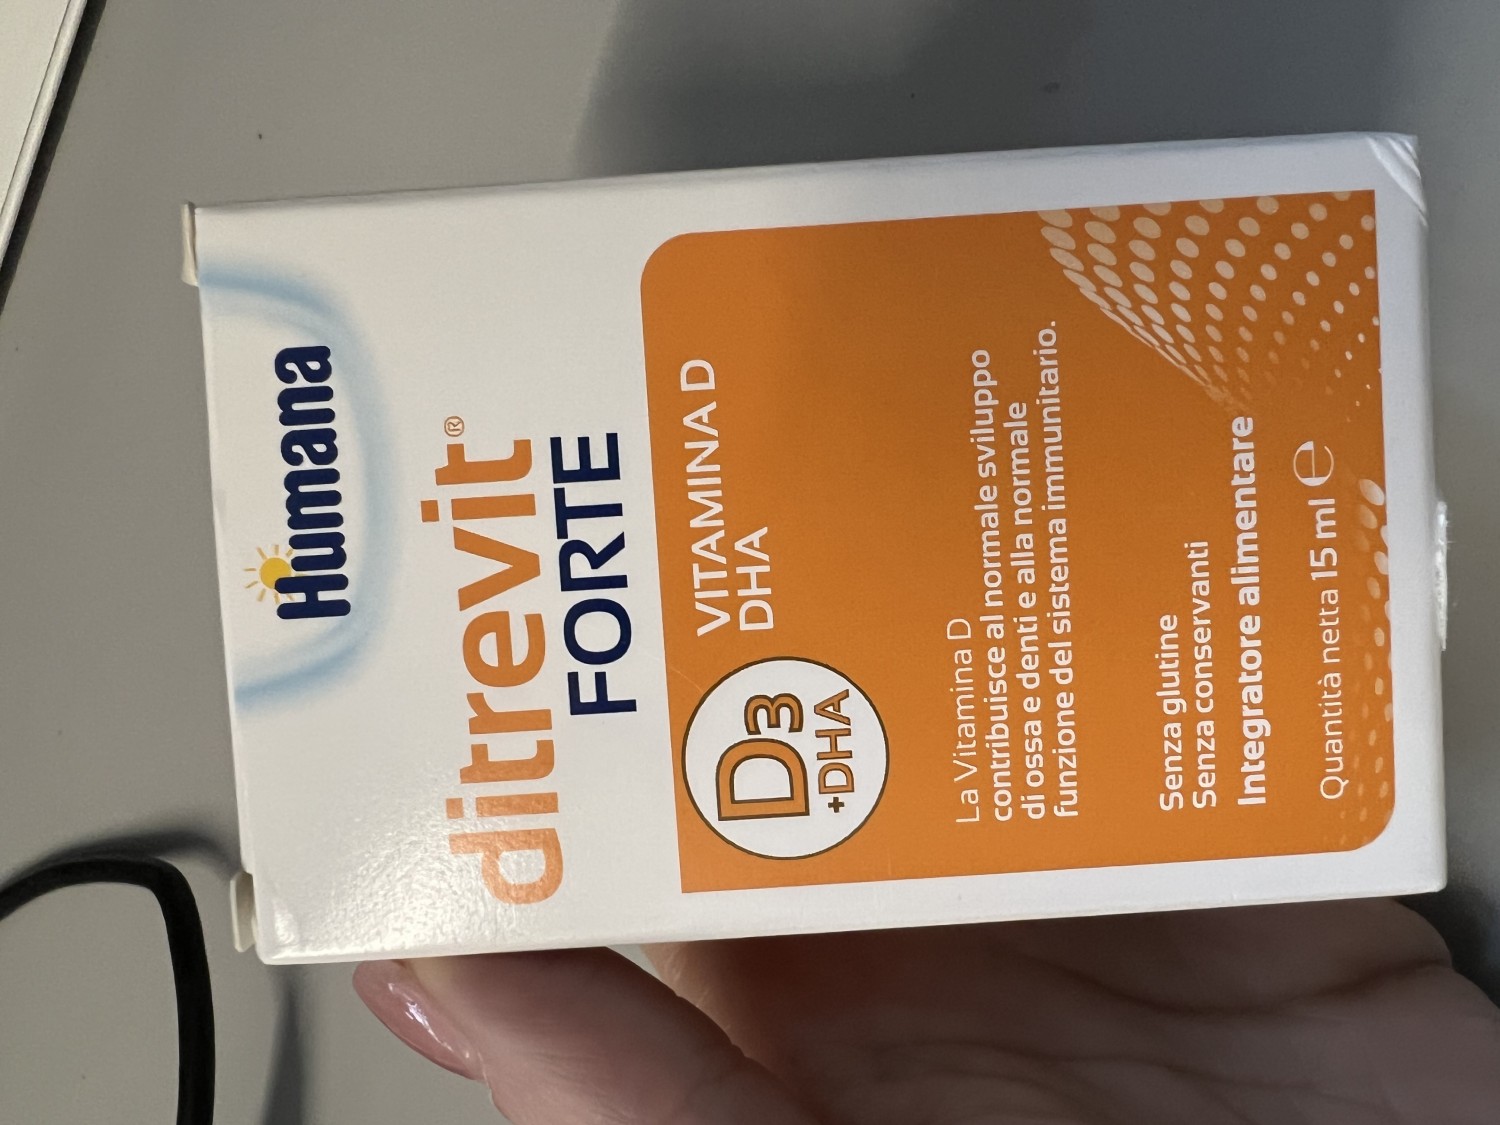 Humana
ditrevit®
FORTE
D3
+DHA
VITAMINA D
DHA
La Vitamina D
contribuisce al normale sviluppo
di ossa e denti e alla normale
funzione del sistema immunitario.
Senza glutine
Senza conservanti
Integratore alimentare
Quantità netta 15 ml ℮